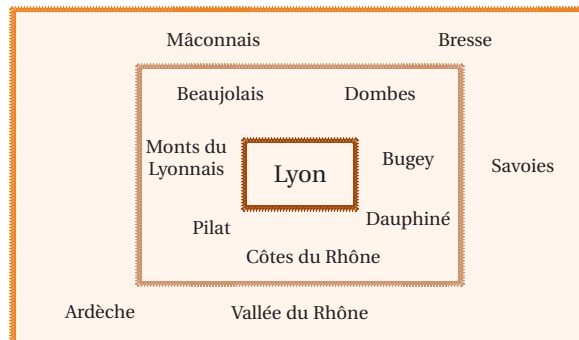 Mâconnais
Bresse
Beaujolais
Dombes
Monts du
Lyonnais
Lyon
Bugey
Savoies
Pilat
Dauphiné
Côtes du Rhône
Ardèche
Vallée du Rhône